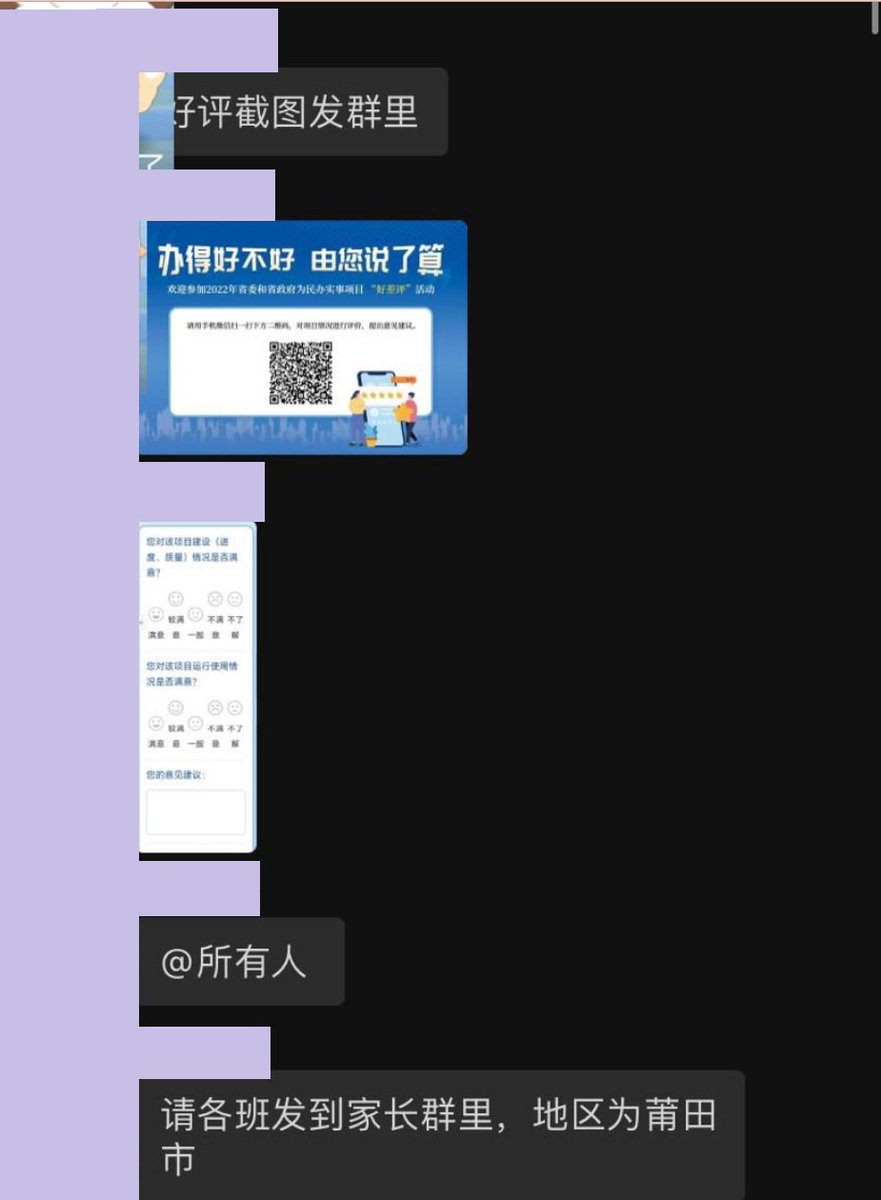 好评截图发群里
了
办得好不好 由您说了算
欢迎参加2022年省委和省政府为民办实事项目“好差评”活动
请用手机微信扫一扫下方二维码，对项目情况进行评价，提出意见建议。
您对该项目建设（进
度、质量）情况是否满
意？
满意 较满意 一般 不满意 不了解
您对该项目运行使用情
况是否满意？
满意 较满意 一般 不满意 不了解
您的意见建议：
@所有人
请各班发到家长群里，地区为莆田
市